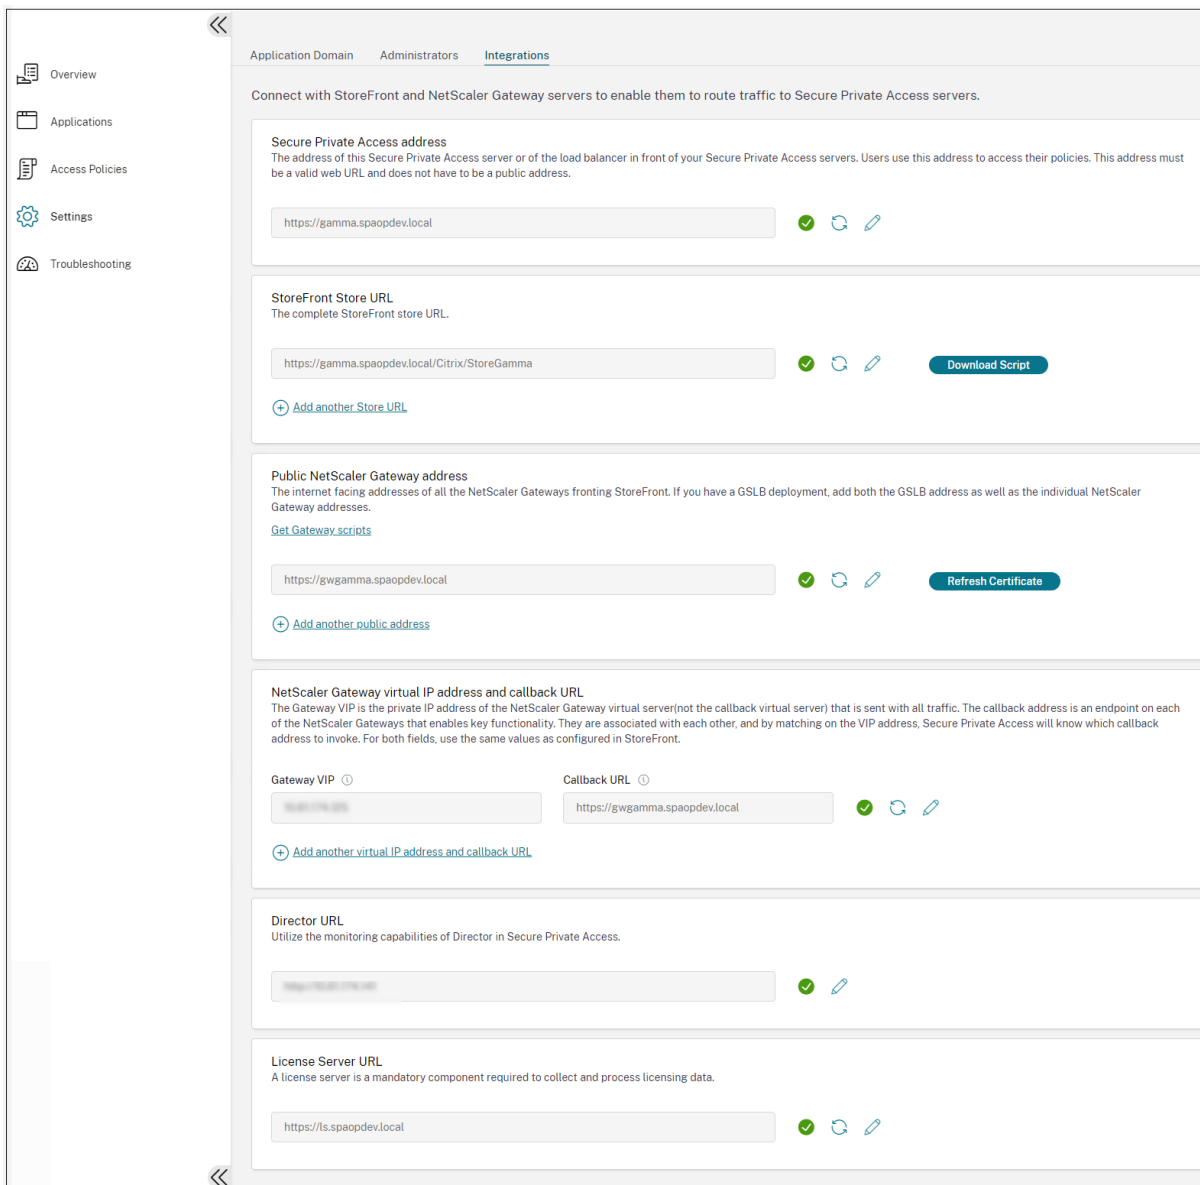 Application Domain Administrators Integrations
Overview
Applications
Access Policies
Settings
Troubleshooting
Connect with StoreFront and NetScaler Gateway servers to enable them to route traffic to Secure Private Access servers.
Secure Private Access address
The address of this Secure Private Access server or of the load balancer in front of your Secure Private Access servers. Users use this address to access their policies. This address must
be a valid web URL and does not have to be a public address.
https://gamma.spaopdev.local
StoreFront Store URL
The complete StoreFront store URL.
https://gamma.spaopdev.local/Citrix/StoreGamma
Download Script
Add another Store URL
Public NetScaler Gateway address
The internet facing addresses of all the NetScaler Gateways fronting StoreFront. If you have a GSLB deployment, add both the GSLB address as well as the individual NetScaler
Gateway addresses.
Get Gateway scripts
https://gwgamma.spaopdev.local
Refresh Certificate
Add another public address
NetScaler Gateway virtual IP address and callback URL
The Gateway VIP is the private IP address of the NetScaler Gateway virtual server(not the callback virtual server) that is sent with all traffic. The callback address is an endpoint on each
of the NetScaler Gateways that enables key functionality. They are associated with each other, and by matching on the VIP address, Secure Private Access will know which callback
address to invoke. For both fields, use the same values as configured in StoreFront.
Gateway VIP Callback URL
https://gwgamma.spaopdev.local
Add another virtual IP address and callback URL
Director URL
Utilize the monitoring capabilities of Director in Secure Private Access.
License Server URL
A license server is a mandatory component required to collect and process licensing data.
https://ls.spaopdev.local